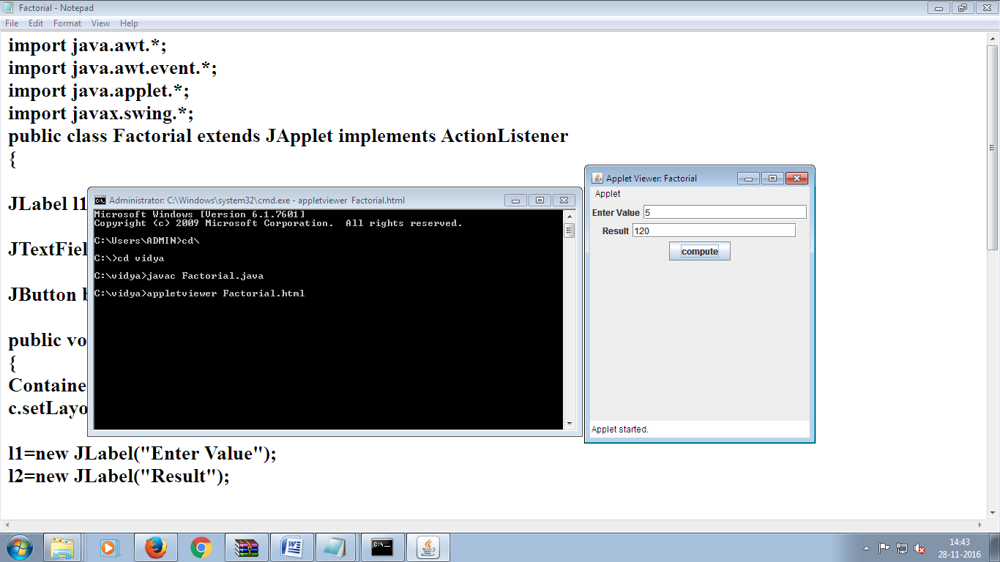 Factorial - Notepad
File Edit Format View Help
import java.awt.*;
import java.awt.event.*;
import java.applet.*;
import javax.swing.*;
public class Factorial extends JApplet implements ActionListener
{
JLabel l1
JTextFiel
JButton
public vo
{
Containe
c.setLayo
l1=new JLabel("Enter Value");
l2=new JLabel("Result");
Administrator: C:\Windows\system32\cmd.exe - appletviewer Factorial.html
Microsoft Windows [Version 6.1.7601]
Copyright (c) 2009 Microsoft Corporation. All rights reserved.
C:\Users\ADMIN>cd\
C:\>cd vidya
C:\vidya>javac Factorial.java
C:\vidya>appletviewer Factorial.html
Applet Viewer: Factorial
Applet
Enter Value 5
Result 120
compute
Applet started.
14:43
28-11-2016